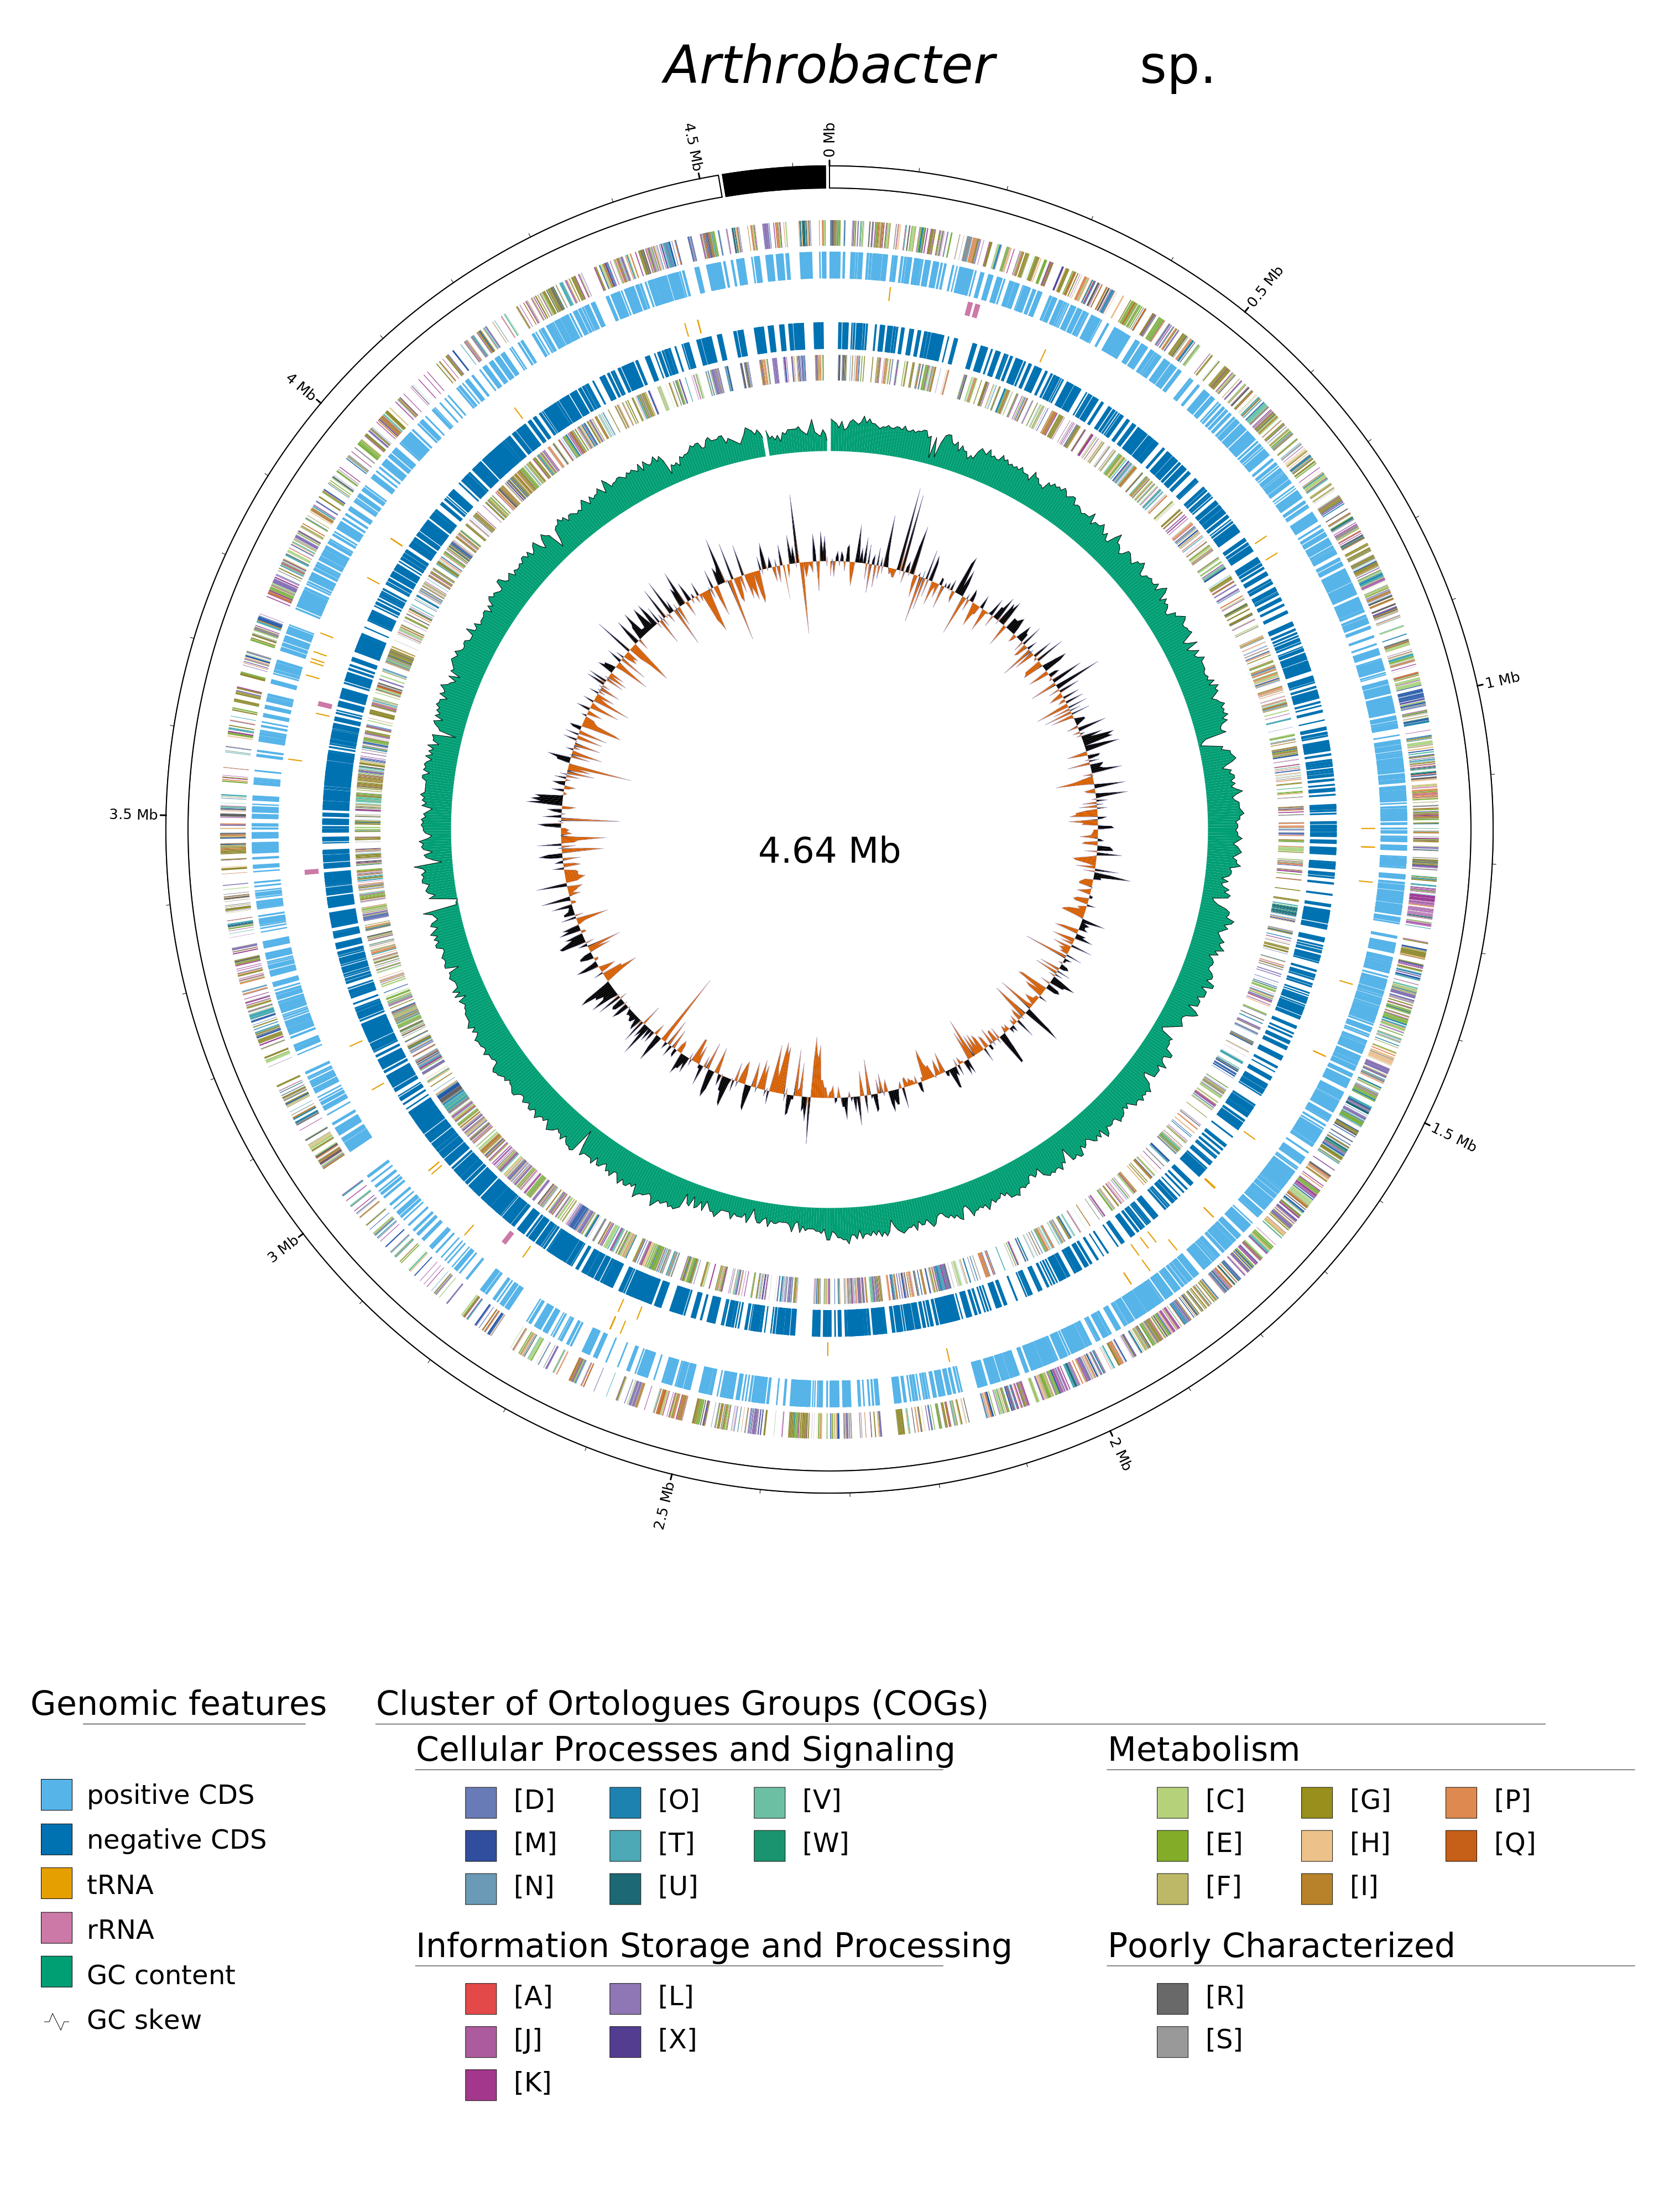 Arthrobacter sp.
0 Mb
0.5 Mb
1 Mb
1.5 Mb
2 Mb
2.5 Mb
3 Mb
3.5 Mb
4 Mb
4.5 Mb
4.64 Mb
Genomic features
positive CDS
negative CDS
tRNA
rRNA
GC content
GC skew
Cluster of Ortologues Groups (COGs)
Cellular Processes and Signaling
[D] [O] [V]
[M] [T] [W]
[N] [U]
Metabolism
[C] [G] [P]
[E] [H] [Q]
[F] [I]
Information Storage and Processing
[A] [L]
[J] [X]
[K]
Poorly Characterized
[R]
[S]